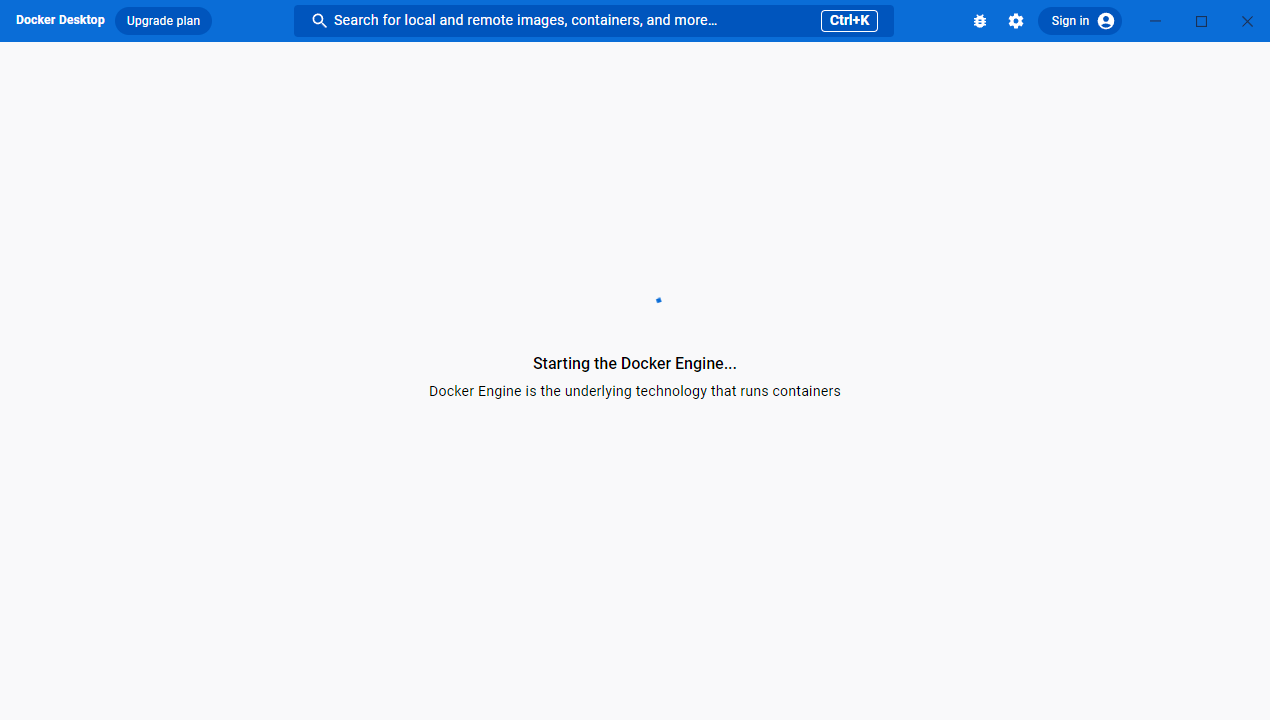 Docker Desktop
Upgrade plan
Search for local and remote images, containers, and more...
Ctrl+K
Sign in
Starting the Docker Engine...
Docker Engine is the underlying technology that runs containers